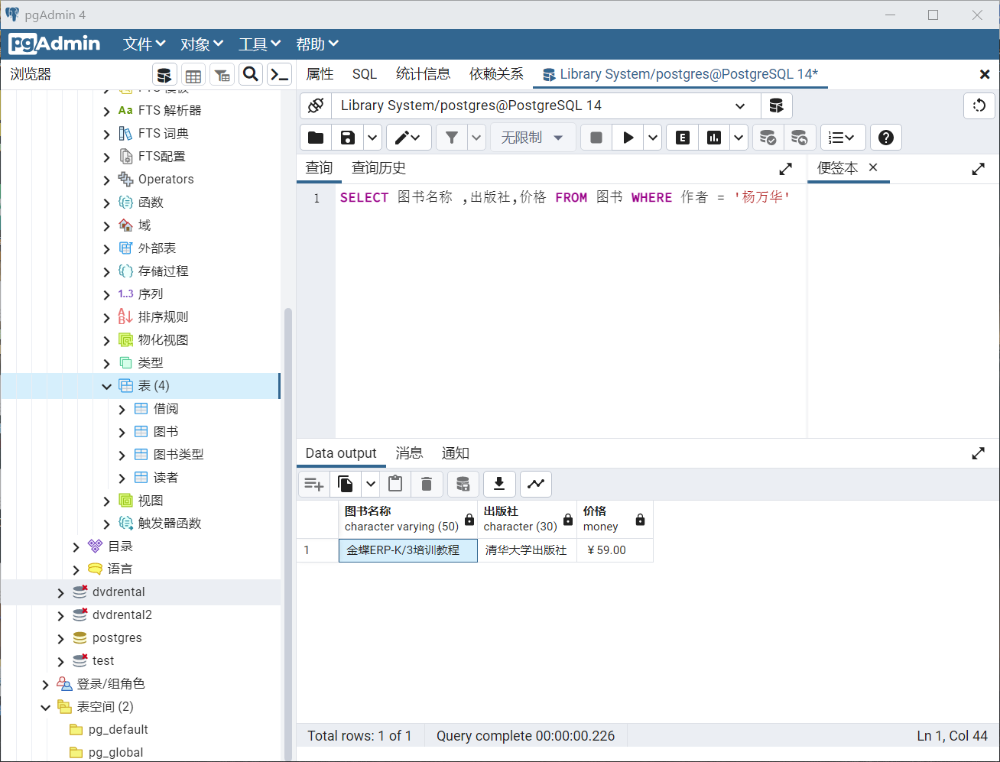 pgAdmin 4
pgAdmin 文件 对象 工具 帮助
浏览器
属性 SQL 统计信息 依赖关系 Library System/postgres@PostgreSQL 14*
FTS 模板
Aa FTS 解析器
FTS 词典
FTS配置
Operators
函数
域
外部表
存储过程
1..3 序列
排序规则
物化视图
类型
表 (4)
借阅
图书
图书类型
读者
视图
触发器函数
目录
语言
dvdrental
dvdrental2
postgres
test
登录/组角色
表空间 (2)
pg_default
pg_global
Library System/postgres@PostgreSQL 14
无限制
E
查询 查询历史
便签本
1 SELECT 图书名称 ,出版社,价格 FROM 图书 WHERE 作者 = '杨万华'
Data output 消息 通知
图书名称 出版社 价格
character varying (50) character (30) money
1 金蝶ERP-K/3培训教程 清华大学出版社 ￥59.00
Total rows: 1 of 1 Query complete 00:00:00.226 Ln 1, Col 44